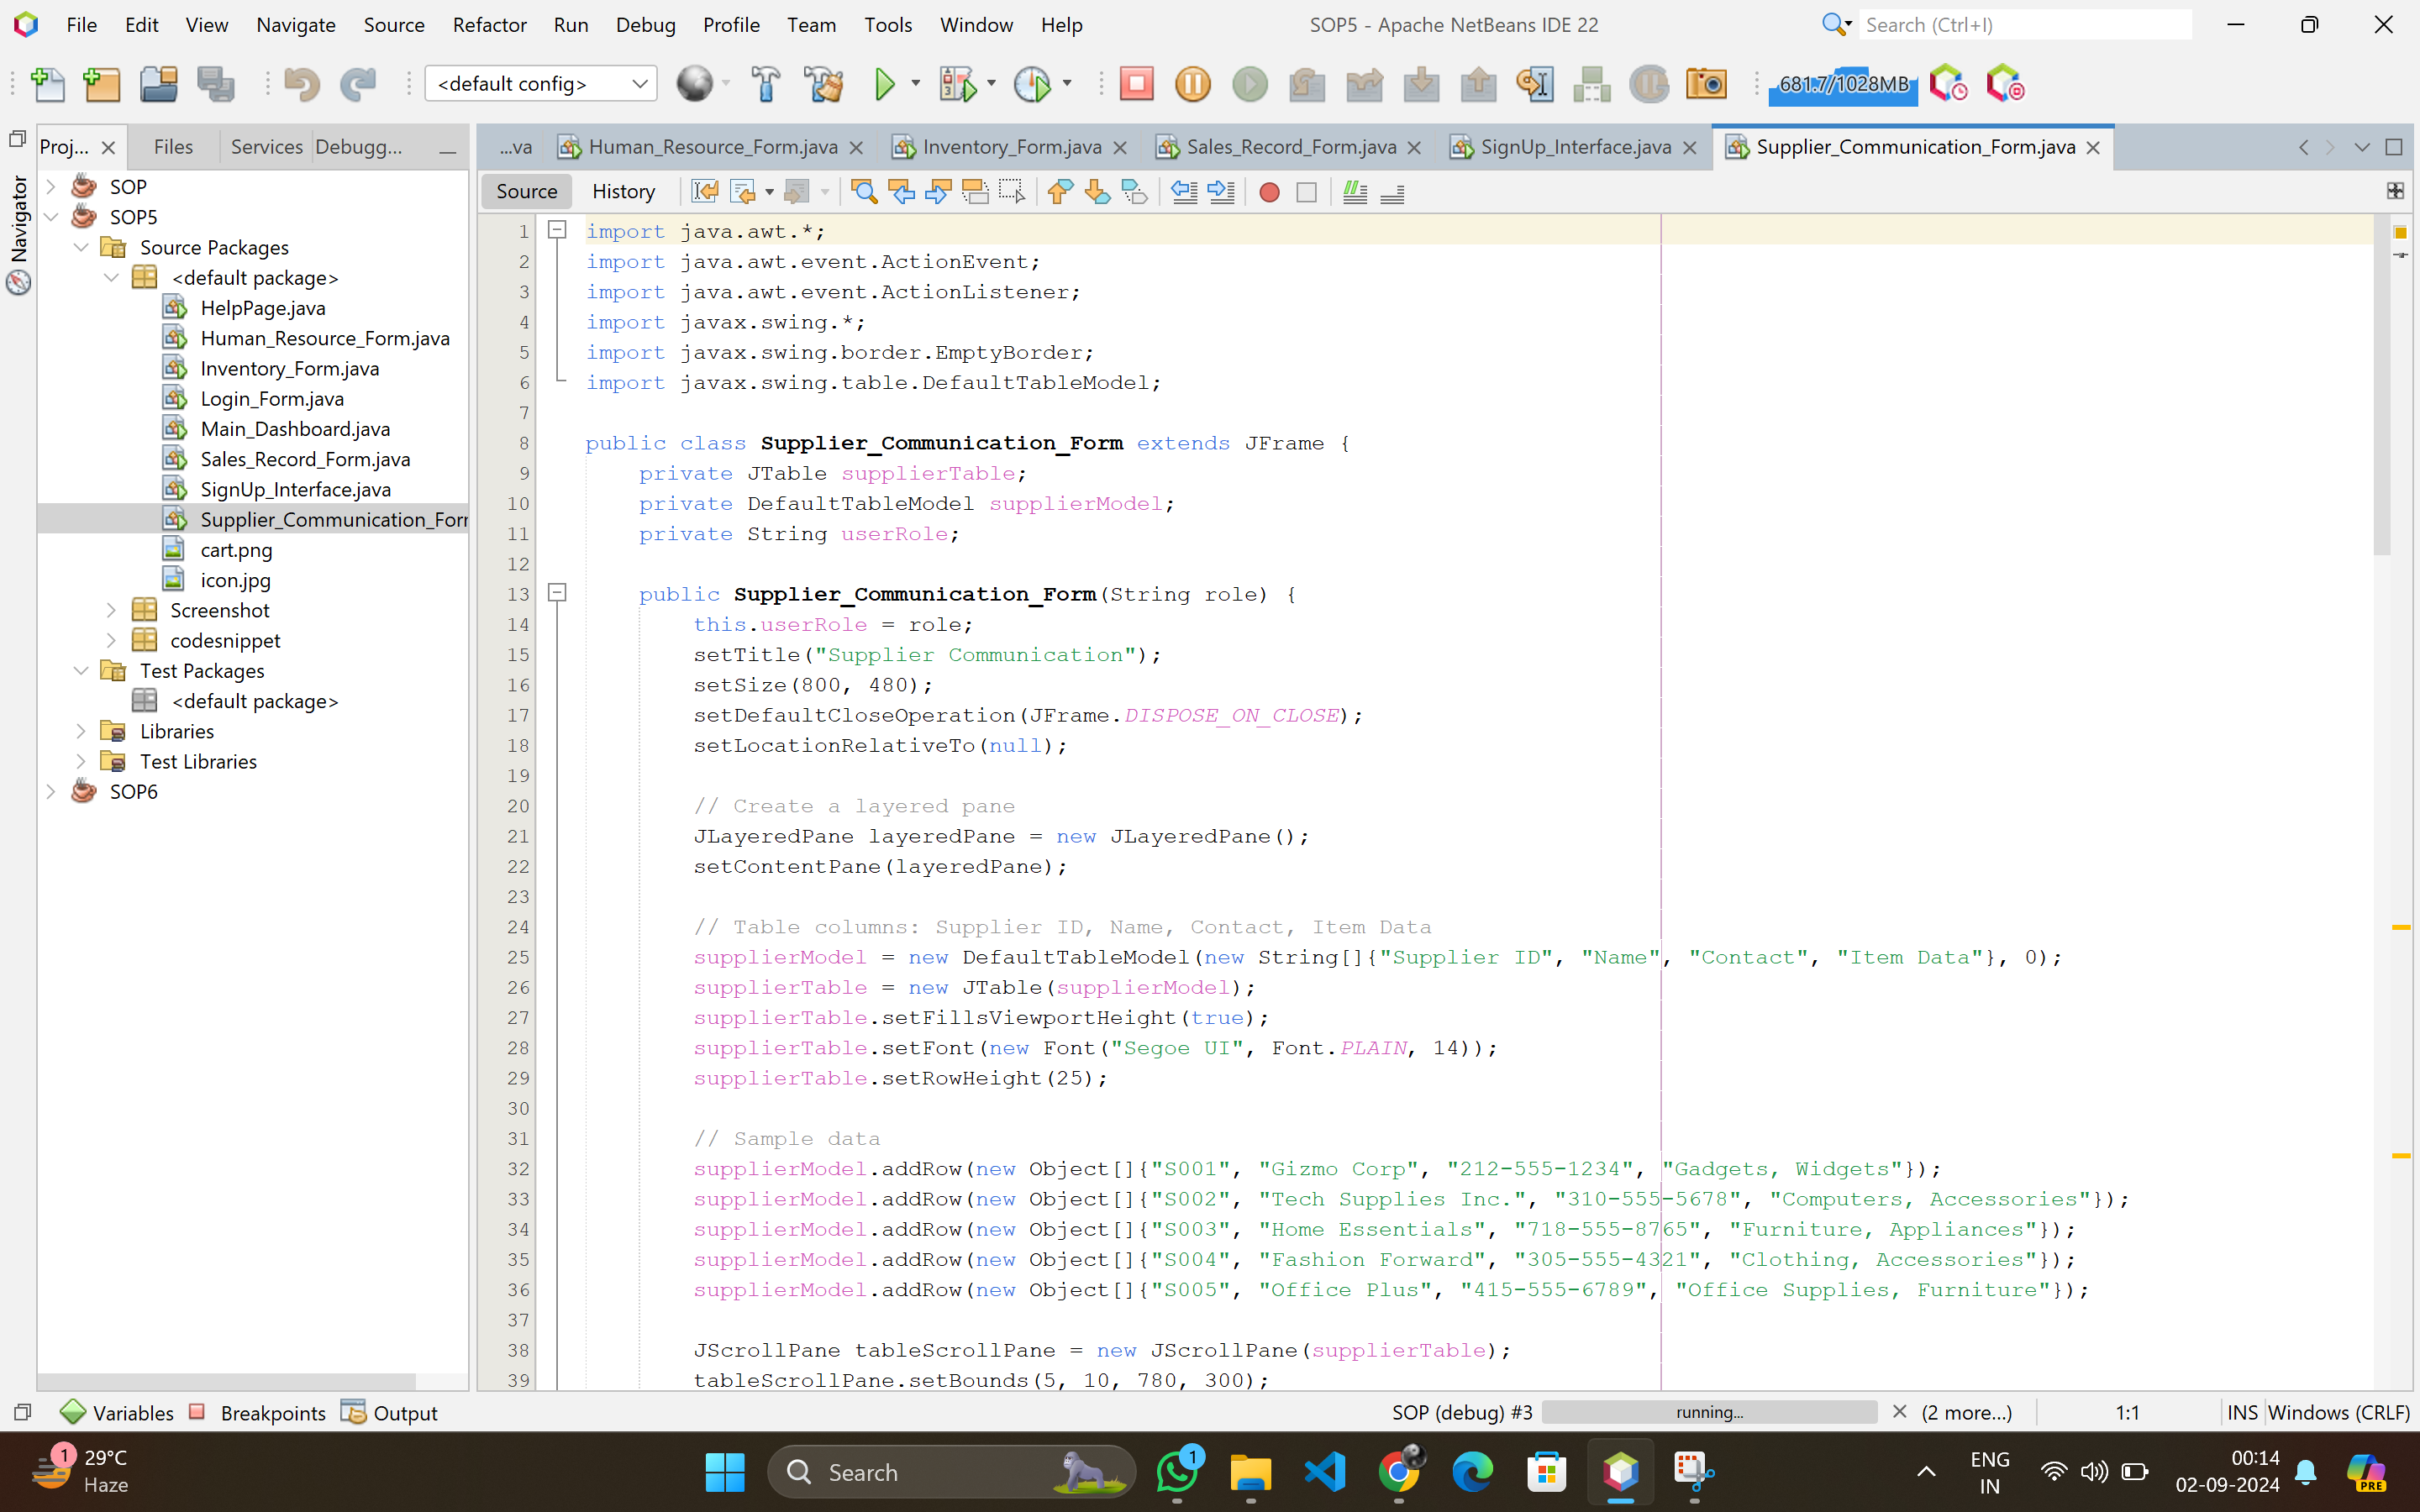 File Edit View Navigate Source Refactor Run Debug Profile Team Tools Window Help
SOP5 - Apache NetBeans IDE 22
Search (Ctrl+I)
<default config>
681.7/1028MB
Proj... Files Services Debugg...
...va Human_Resource_Form.java Inventory_Form.java Sales_Record_Form.java SignUp_Interface.java Supplier_Communication_Form.java
Navigator
SOP
SOP5
Source Packages
<default package>
HelpPage.java
Human_Resource_Form.java
Inventory_Form.java
Login_Form.java
Main_Dashboard.java
Sales_Record_Form.java
SignUp_Interface.java
Supplier_Communication_Forr
cart.png
icon.jpg
Screenshot
codesnippet
Test Packages
<default package>
Libraries
Test Libraries
SOP6
Source History
1 import java.awt.*;
2 import java.awt.event.ActionEvent;
3 import java.awt.event.ActionListener;
4 import javax.swing.*;
5 import javax.swing.border.EmptyBorder;
6 import javax.swing.table.DefaultTableModel;
7
8 public class Supplier_Communication_Form extends JFrame {
9 private JTable supplierTable;
10 private DefaultTableModel supplierModel;
11 private String userRole;
12
13 public Supplier_Communication_Form(String role) {
14 this.userRole = role;
15 setTitle("Supplier Communication");
16 setSize(800, 480);
17 setDefaultCloseOperation(JFrame.DISPOSE_ON_CLOSE);
18 setLocationRelativeTo(null);
19
20 // Create a layered pane
21 JLayeredPane layeredPane = new JLayeredPane();
22 setContentPane(layeredPane);
23
24 // Table columns: Supplier ID, Name, Contact, Item Data
25 supplierModel = new DefaultTableModel(new String[]{"Supplier ID", "Name", "Contact", "Item Data"}, 0);
26 supplierTable = new JTable(supplierModel);
27 supplierTable.setFillsViewportHeight(true);
28 supplierTable.setFont(new Font("Segoe UI", Font.PLAIN, 14));
29 supplierTable.setRowHeight(25);
30
31 // Sample data
32 supplierModel.addRow(new Object[]{"S001", "Gizmo Corp", "212-555-1234", "Gadgets, Widgets"});
33 supplierModel.addRow(new Object[]{"S002", "Tech Supplies Inc.", "310-555-5678", "Computers, Accessories"});
34 supplierModel.addRow(new Object[]{"S003", "Home Essentials", "718-555-8765", "Furniture, Appliances"});
35 supplierModel.addRow(new Object[]{"S004", "Fashion Forward", "305-555-4321", "Clothing, Accessories"});
36 supplierModel.addRow(new Object[]{"S005", "Office Plus", "415-555-6789", "Office Supplies, Furniture"});
37
38 JScrollPane tableScrollPane = new JScrollPane(supplierTable);
39 tableScrollPane.setBounds(5, 10, 780, 300);
Variables Breakpoints Output
SOP (debug) #3 running... (2 more...) 1:1 INS Windows (CRLF)
1 29°C
Haze
Search
1
ENG
IN
00:14
02-09-2024
PRE